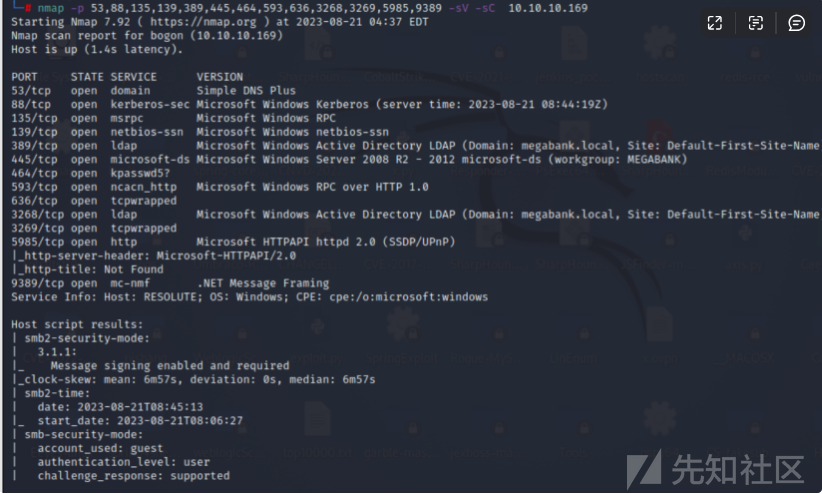 └─# nmap -p 53,88,135,139,389,445,464,593,636,3268,3269,5985,9389 -sV -sC  10.10.10.169
Starting Nmap 7.92 ( https://nmap.org ) at 2023-08-21 04:37 EDT
Nmap scan report for bogon (10.10.10.169)
Host is up (1.4s latency).
PORT     STATE SERVICE      VERSION
53/tcp   open  domain       Simple DNS Plus
88/tcp   open  kerberos-sec Microsoft Windows Kerberos (server time: 2023-08-21 08:44:19Z)
135/tcp  open  msrpc        Microsoft Windows RPC
139/tcp  open  netbios-ssn  Microsoft Windows netbios-ssn
389/tcp  open  ldap         Microsoft Windows Active Directory LDAP (Domain: megabank.local, Site: Default-First-Site-Name
445/tcp  open  microsoft-ds Microsoft Windows Server 2008 R2 - 2012 microsoft-ds (workgroup: MEGABANK)
464/tcp  open  kpasswd5?
593/tcp  open  ncacn_http   Microsoft Windows RPC over HTTP 1.0
636/tcp  open  tcpwrapped
3268/tcp open  ldap         Microsoft Windows Active Directory LDAP (Domain: megabank.local, Site: Default-First-Site-Name
3269/tcp open  tcpwrapped
5985/tcp open  http         Microsoft HTTPAPI httpd 2.0 (SSDP/UPnP)
|_http-server-header: Microsoft-HTTPAPI/2.0
|_http-title: Not Found
9389/tcp open  mc-nmf       .NET Message Framing
Service Info: Host: RESOLUTE; OS: Windows; CPE: cpe:/o:microsoft:windows
Host script results:
| smb2-security-mode:
|   3.1.1:
|_    Message signing enabled and required
|_clock-skew: mean: 6m57s, deviation: 0s, median: 6m57s
| smb2-time:
|   date: 2023-08-21T08:45:13
|_  start_date: 2023-08-21T08:06:27
| smb-security-mode:
|   account_used: guest
|   authentication_level: user
|   challenge_response: supported
先知社区